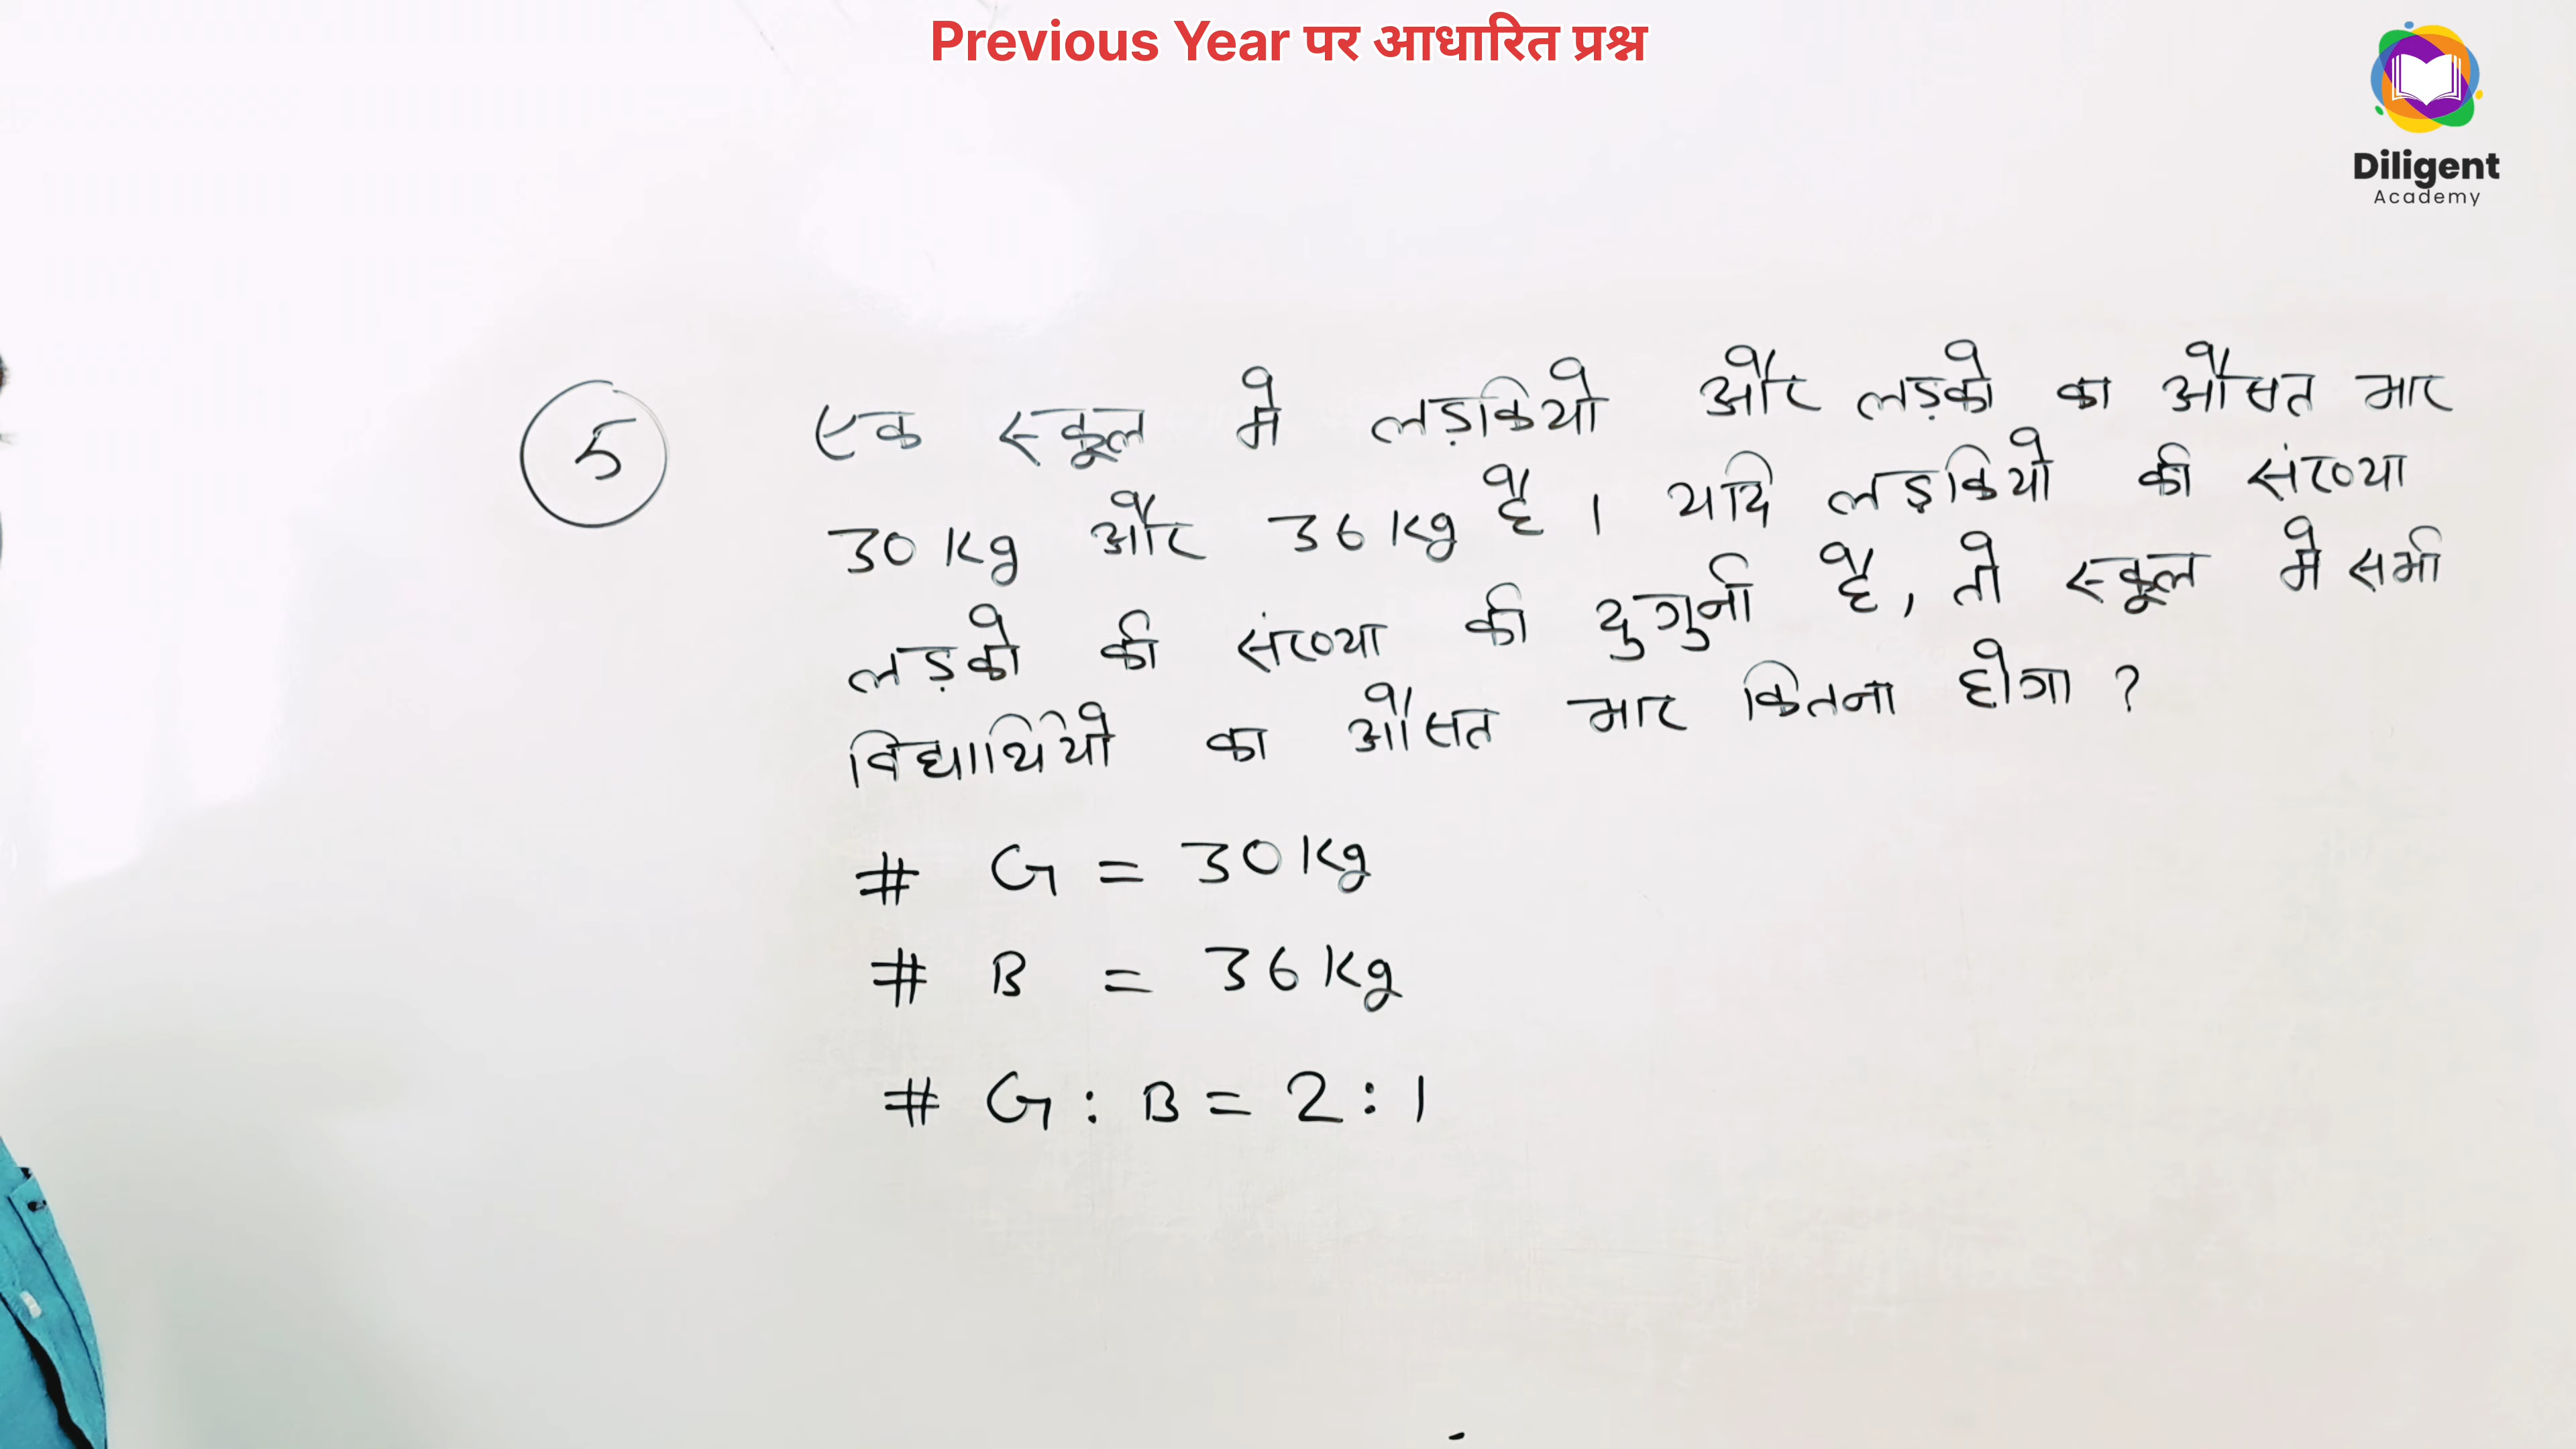 Previous Year पर आधारित प्रश्न
Diligent
Academy
5 एक स्कूल मे लड़कियो और लड़को का औसत भार
30 kg और 36 kg है । यदि लड़कियो की संख्या
लड़को की संख्या की दुगुनी है, तो स्कूल मे सभी
विद्यार्थियो का औसत भार कितना होगा ?
# G = 30 kg
# B = 36 kg
# G : B = 2 : 1